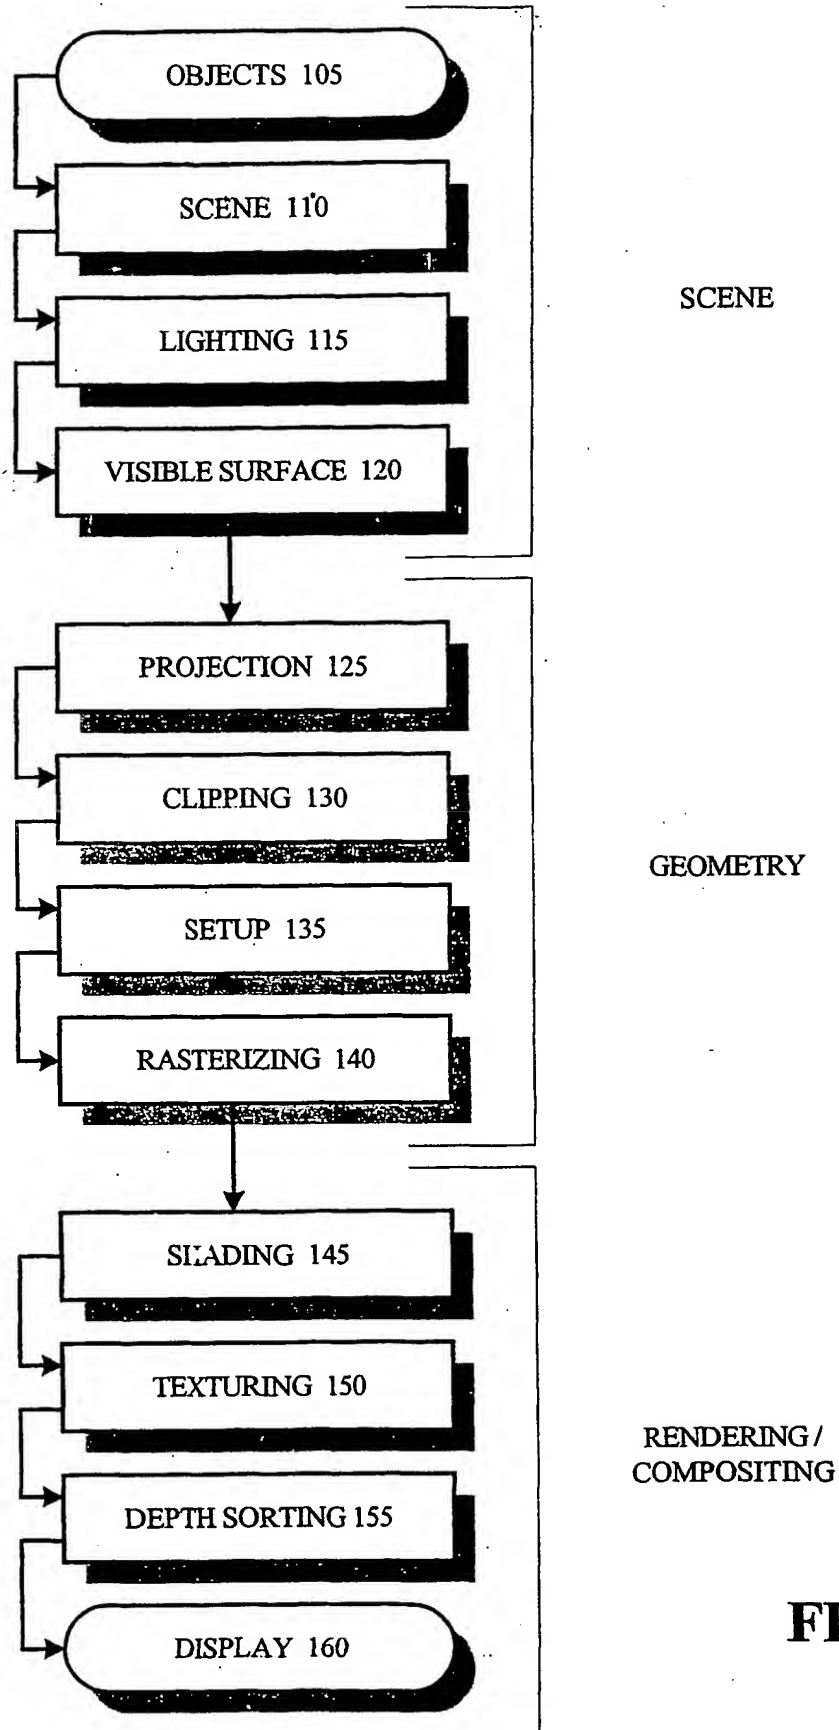 OBJECTS 105
SCENE 110
LIGHTING 115
VISIBLE SURFACE 120
SCENE
PROJECTION 125
CLIPPING 130
SETUP 135
RASTERIZING 140
GEOMETRY
SHADING 145
TEXTURING 150
DEPTH SORTING 155
DISPLAY 160
RENDERING /
COMPOSITING